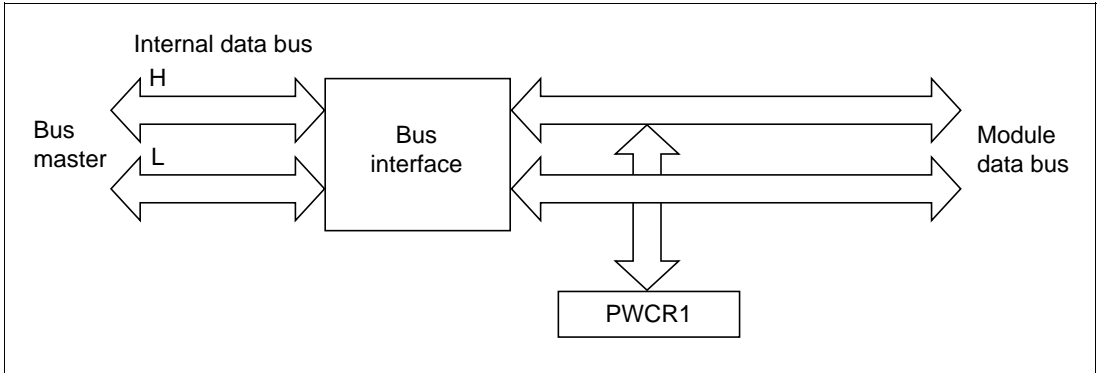 Internal data bus
H
Bus
master
L
Bus
interface
Module
data bus
PWCR1